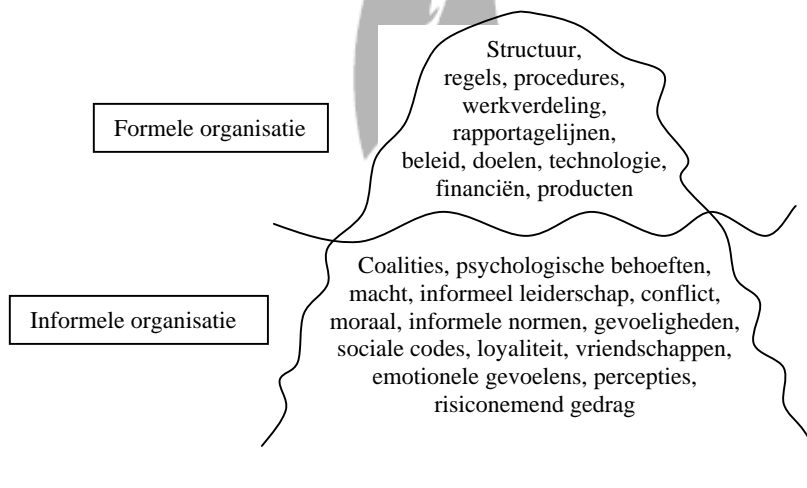 Structuur,
regels, procedures,
werkverdeling,
rapportagelijnen,
beleid, doelen, technologie,
financiën, producten
Formele organisatie
Coalities, psychologische behoeften,
macht, informeel leiderschap, conflict,
moraal, informele normen, gevoeligheden,
sociale codes, loyaliteit, vriendschappen,
emotionele gevoelens, percepties,
risiconemend gedrag
Informele organisatie